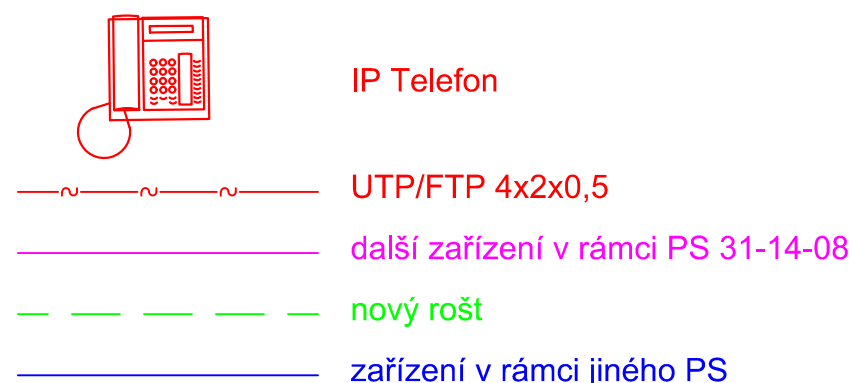 IP Telefon
UTP/FTP 4x2x0,5
další zařízení v rámci PS 31-14-08
nový rošt
zařízení v rámci jiného PS